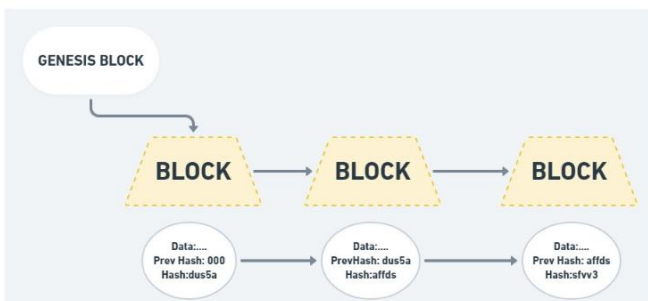 GENESIS BLOCK
BLOCK
BLOCK
BLOCK
Data:....
Prev Hash: 000
Hash:dus5a
Data:....
PrevHash: dus5a
Hash:affds
Data:....
Prev Hash: affds
Hash:sfvv3